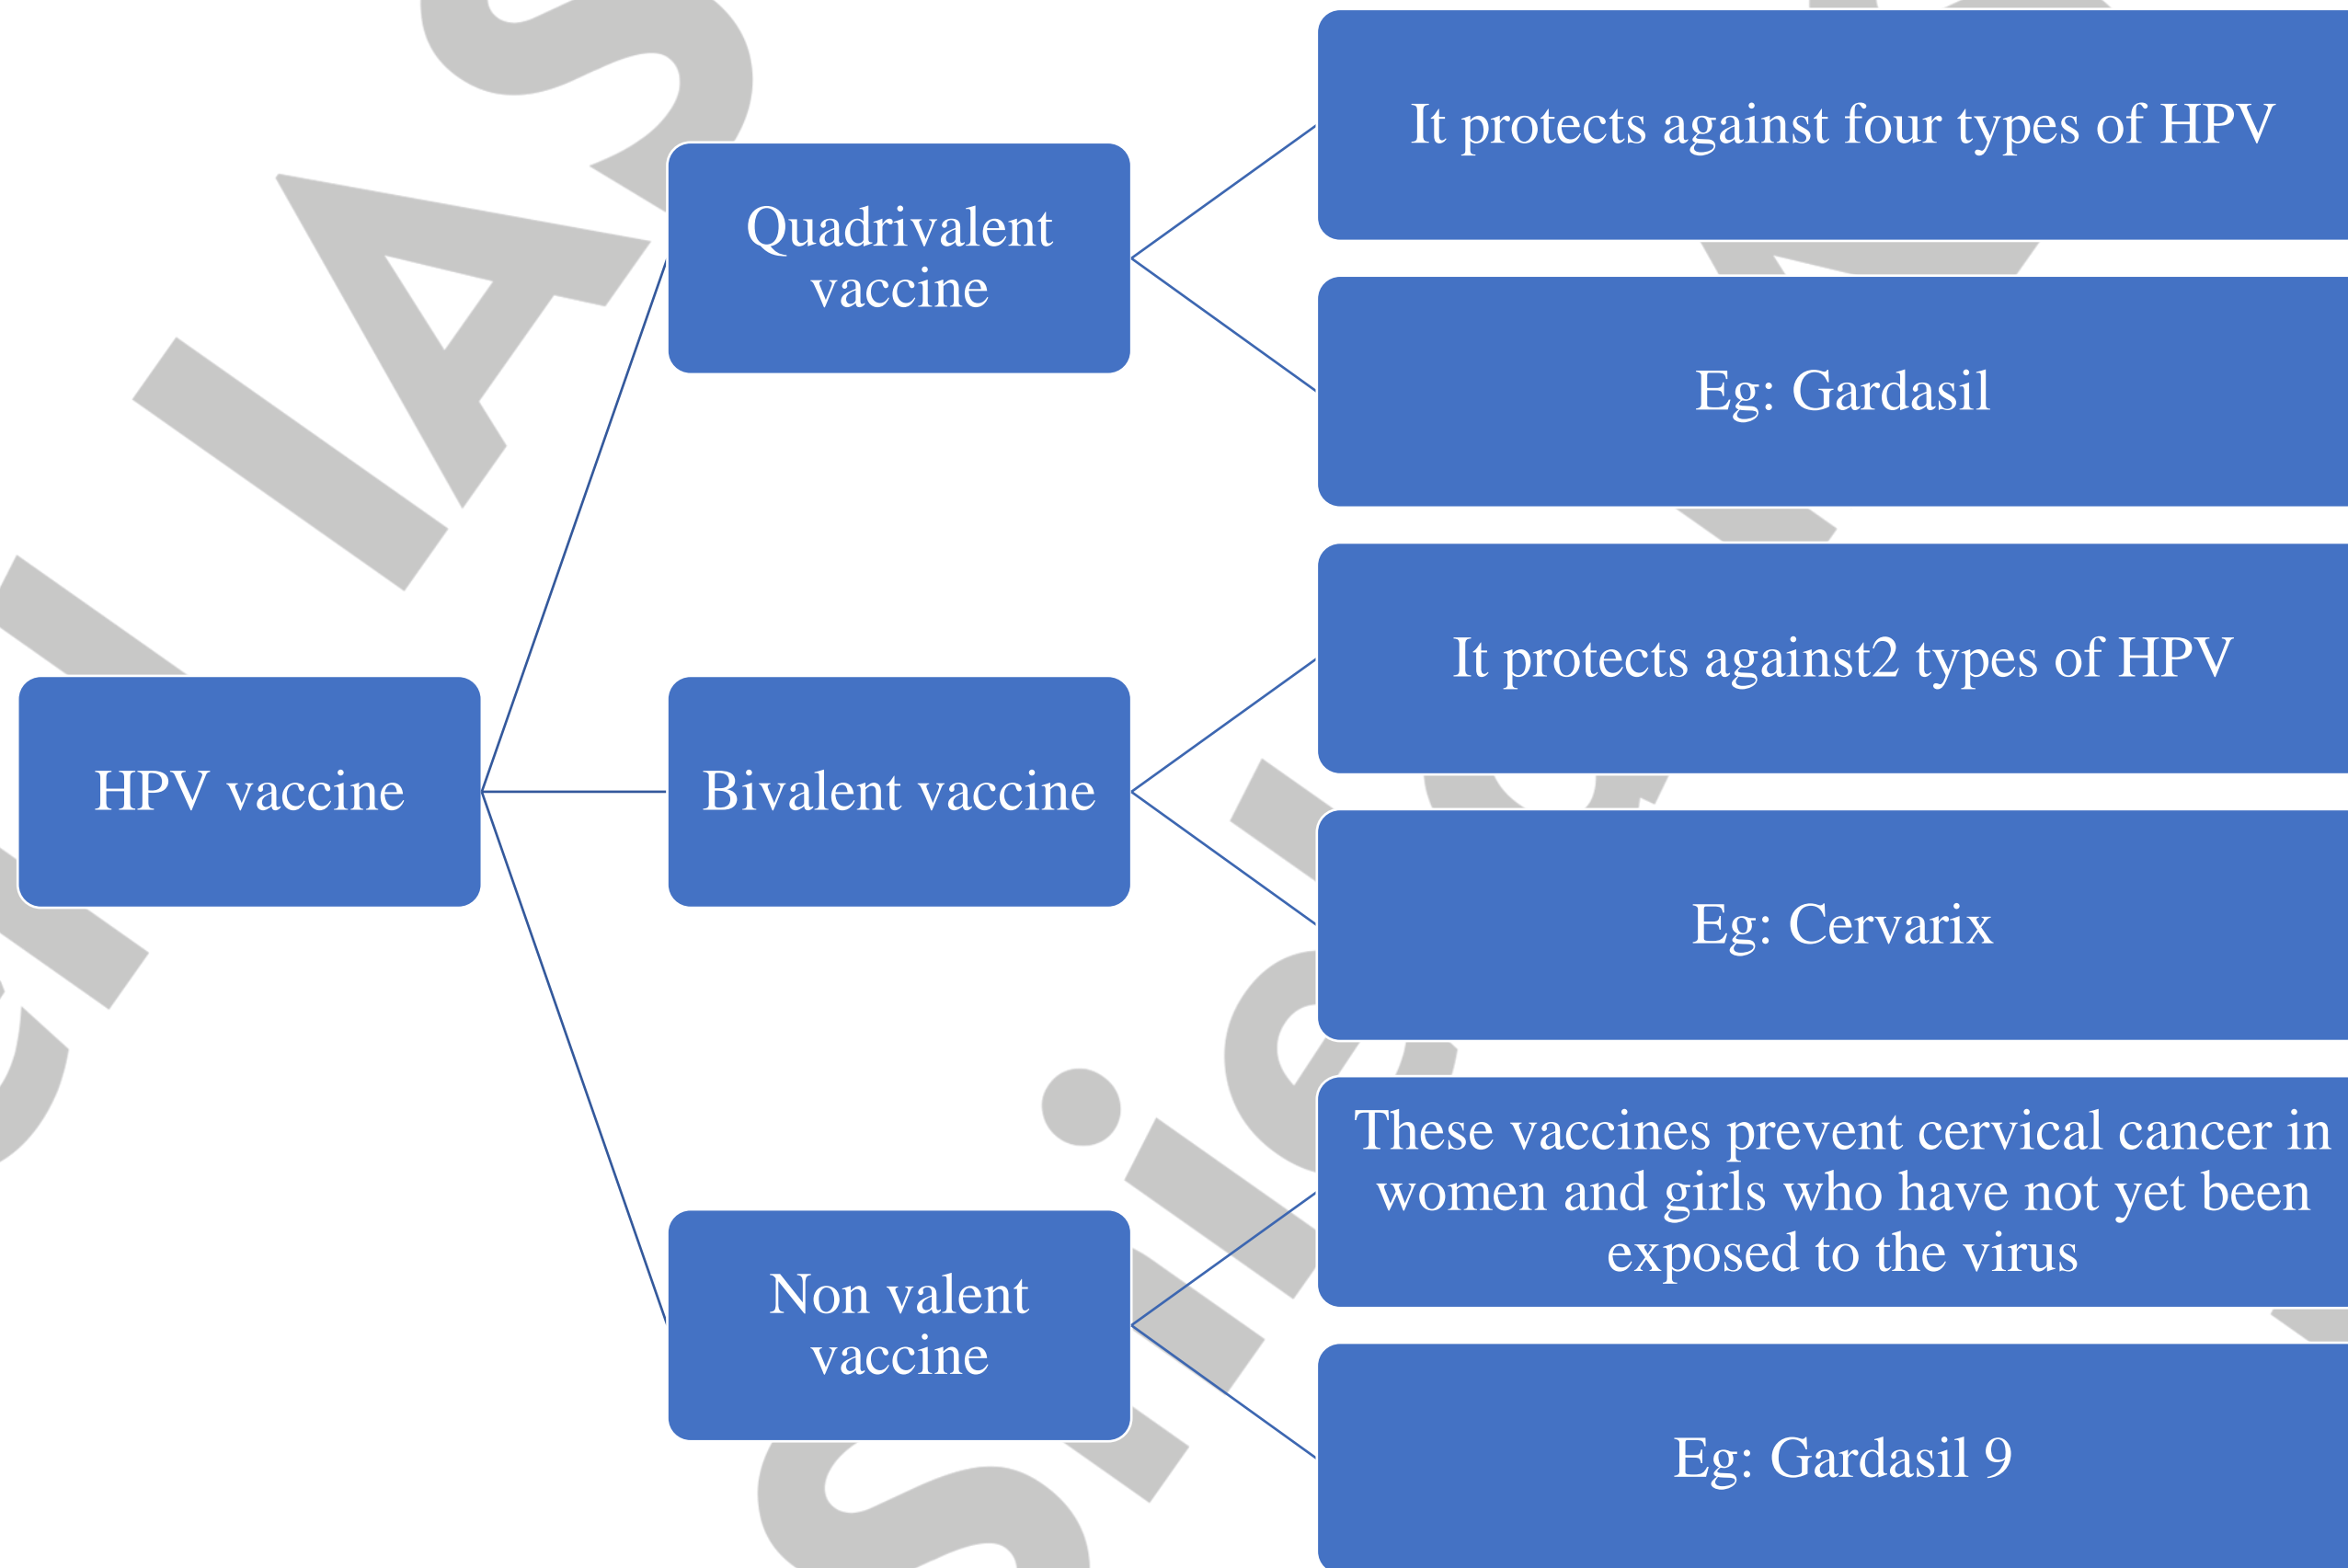 HPV vaccine
Quadrivalent
vaccine
It protects against four types of HPV
Eg: Gardasil
Bivalent vaccine
It protects against2 types of HPV
Eg: Cervarix
Non valent
vaccine
These vaccines prevent cervical cancer in
women and girls who have not yet been
exposed to the virus
Eg: Gardasil 9
IAS